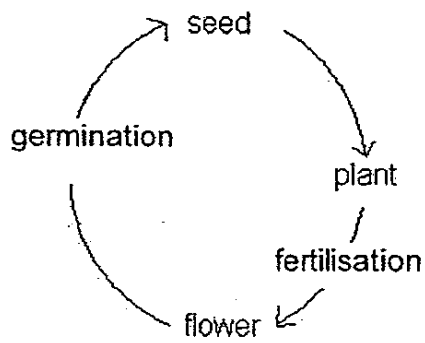 seed
germination
plant
fertilisation
flower